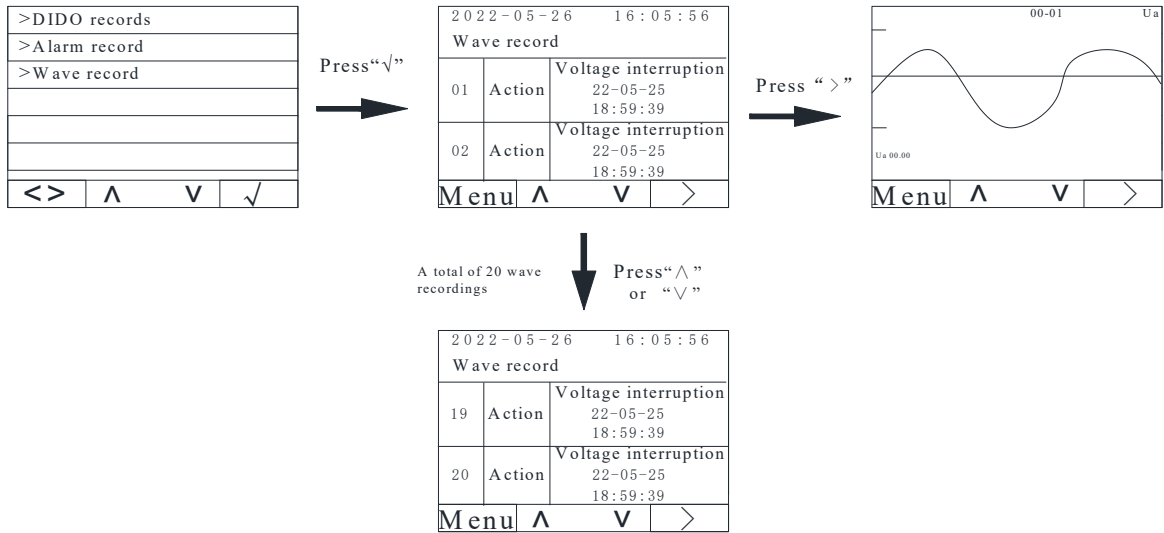 >DIDO records
>Alarm record
>Wave record
<> ∧ ∨ √
Press“√”
2022-05-26 16:05:56
Wave record
01 Action Voltage interruption
22-05-25
18:59:39
02 Action Voltage interruption
22-05-25
18:59:39
Menu ∧ ∨ >
Press “>”
00-01 Ua
Ua 00.00
Menu ∧ ∨ >
A total of 20 wave
recordings
Press“∧”
or “∨”
2022-05-26 16:05:56
Wave record
19 Action Voltage interruption
22-05-25
18:59:39
20 Action Voltage interruption
22-05-25
18:59:39
Menu ∧ ∨ >